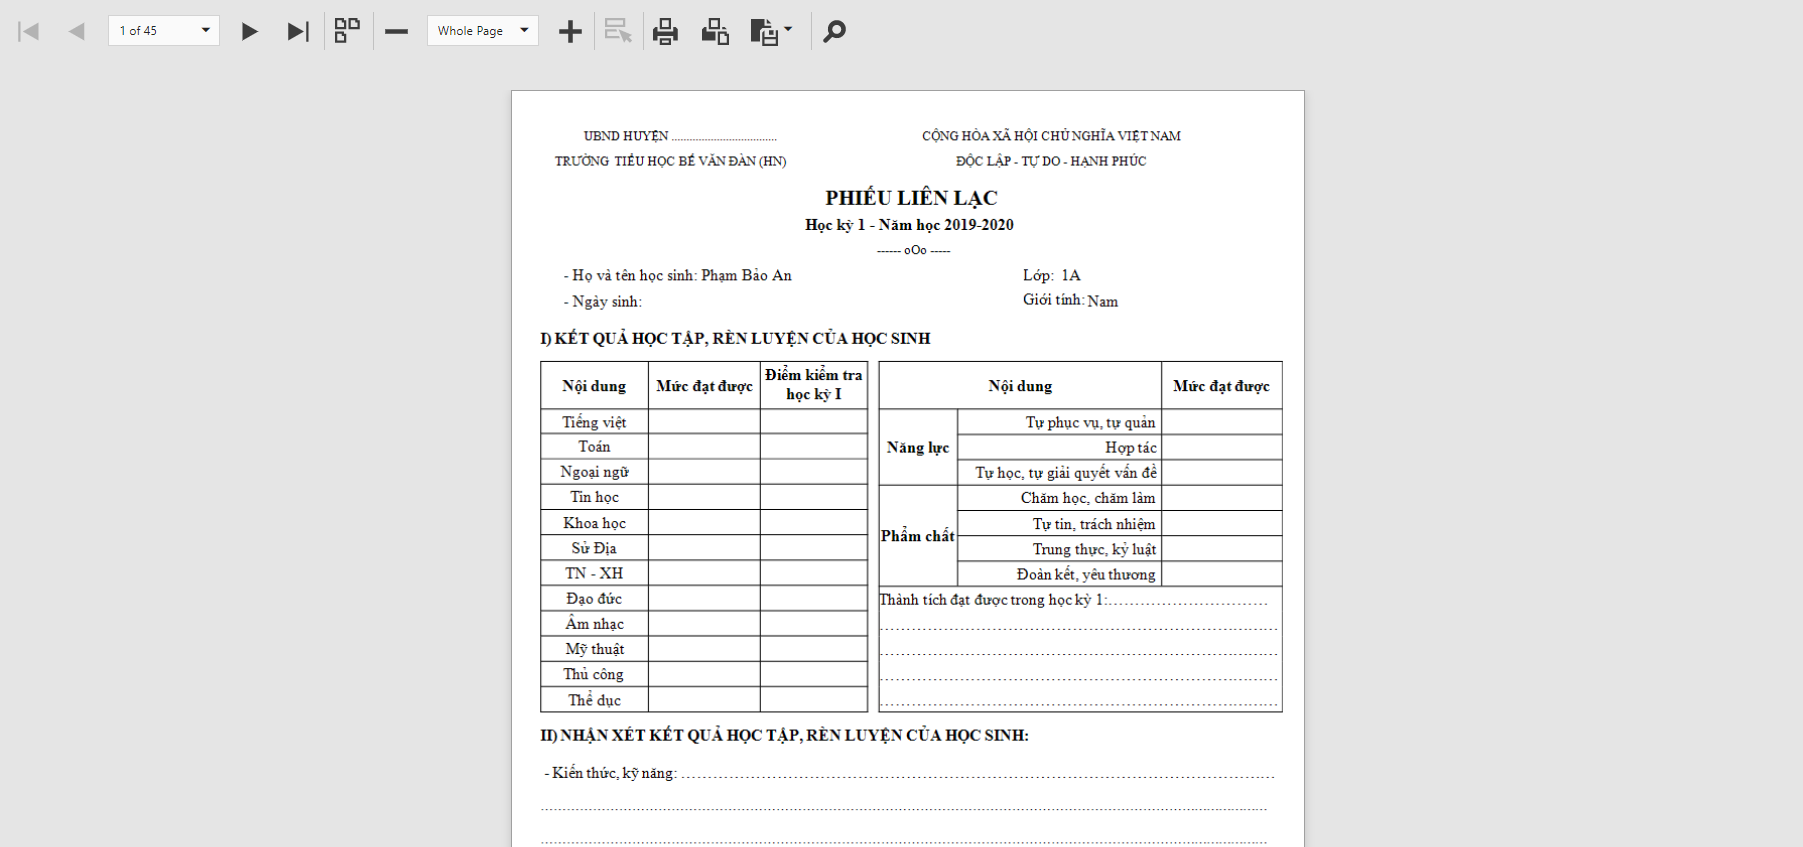 1 of 45
Whole Page
UBND HUYỆN ...................................
CỘNG HÒA XÃ HỘI CHỦ NGHĨA VIỆT NAM
TRƯỜNG TIỂU HỌC BẾ VĂN ĐÀN (HN)
ĐỘC LẬP - TỰ DO - HẠNH PHÚC
PHIẾU LIÊN LẠC
Học kỳ 1 - Năm học 2019-2020
------ oOo -----
- Họ và tên học sinh: Phạm Bảo An
Lớp: 1A
- Ngày sinh:
Giới tính: Nam
I) KẾT QUẢ HỌC TẬP, RÈN LUYỆN CỦA HỌC SINH
Nội dung
Mức đạt được
Điểm kiểm tra
học kỳ I
Tiếng việt
Toán
Ngoại ngữ
Tin học
Khoa học
Sử Địa
TN - XH
Đạo đức
Âm nhạc
Mỹ thuật
Thủ công
Thể dục
Nội dung
Mức đạt được
Năng lực
Tự phục vụ, tự quản
Hợp tác
Tự học, tự giải quyết vấn đề
Phẩm chất
Chăm học, chăm làm
Tự tin, trách nhiệm
Trung thực, kỷ luật
Đoàn kết, yêu thương
Thành tích đạt được trong học kỳ 1:..............................
II) NHẬN XÉT KẾT QUẢ HỌC TẬP, RÈN LUYỆN CỦA HỌC SINH:
- Kiến thức, kỹ năng: ..............................